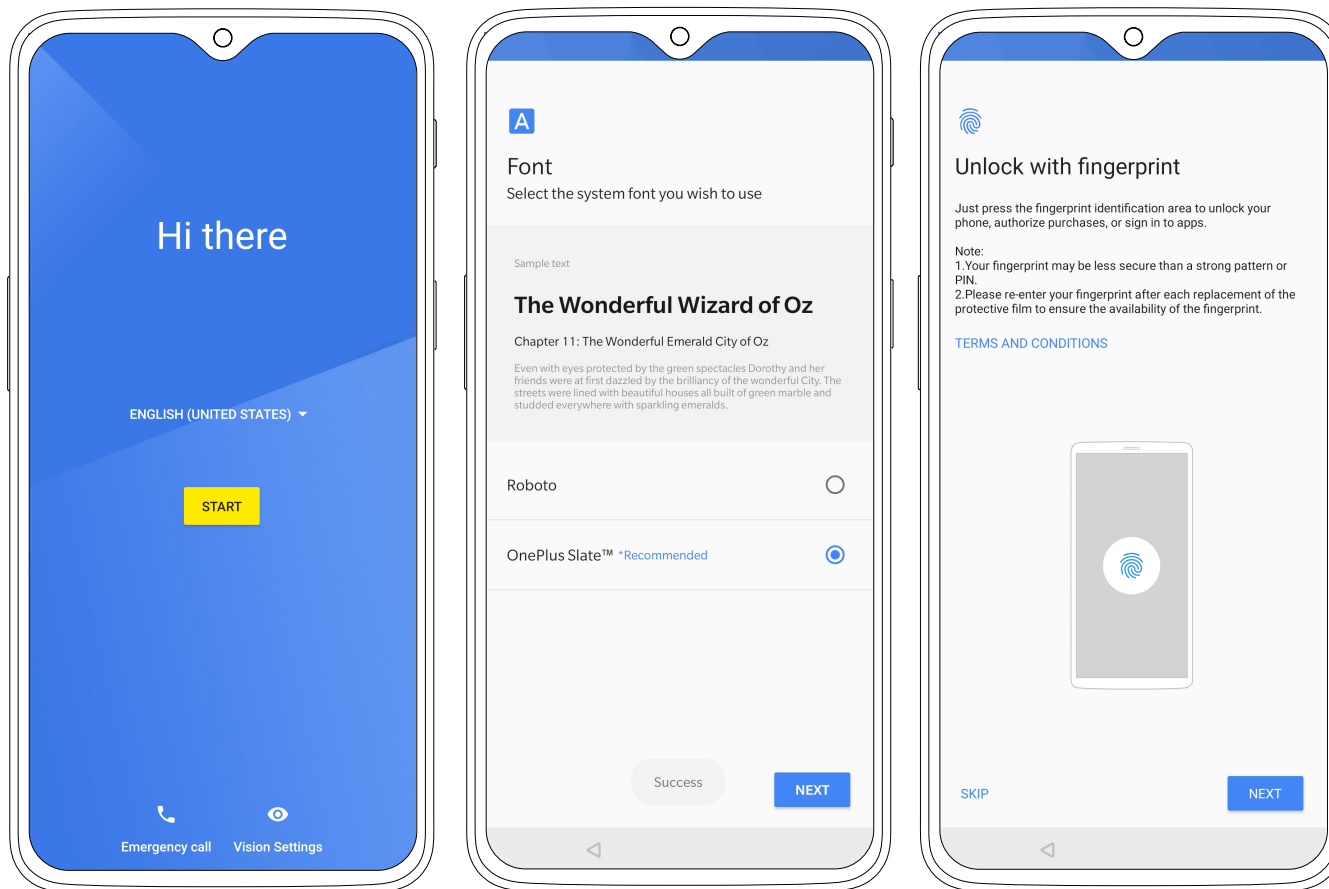 Hi there
ENGLISH (UNITED STATES)
START
Emergency call
Vision Settings
A
Font
Select the system font you wish to use
Sample text
The Wonderful Wizard of Oz
Chapter 11: The Wonderful Emerald City of Oz
Even with eyes protected by the green spectacles Dorothy and her
friends were at first dazzled by the brilliancy of the wonderful City. The
streets were lined with beautiful houses all built of green marble and
studded everywhere with sparkling emeralds.
Roboto
OnePlus Slate™ *Recommended
Success
NEXT
Unlock with fingerprint
Just press the fingerprint identification area to unlock your
phone, authorize purchases, or sign in to apps.
Note:
1.Your fingerprint may be less secure than a strong pattern or
PIN.
2.Please re-enter your fingerprint after each replacement of the
protective film to ensure the availability of the fingerprint.
TERMS AND CONDITIONS
SKIP
NEXT